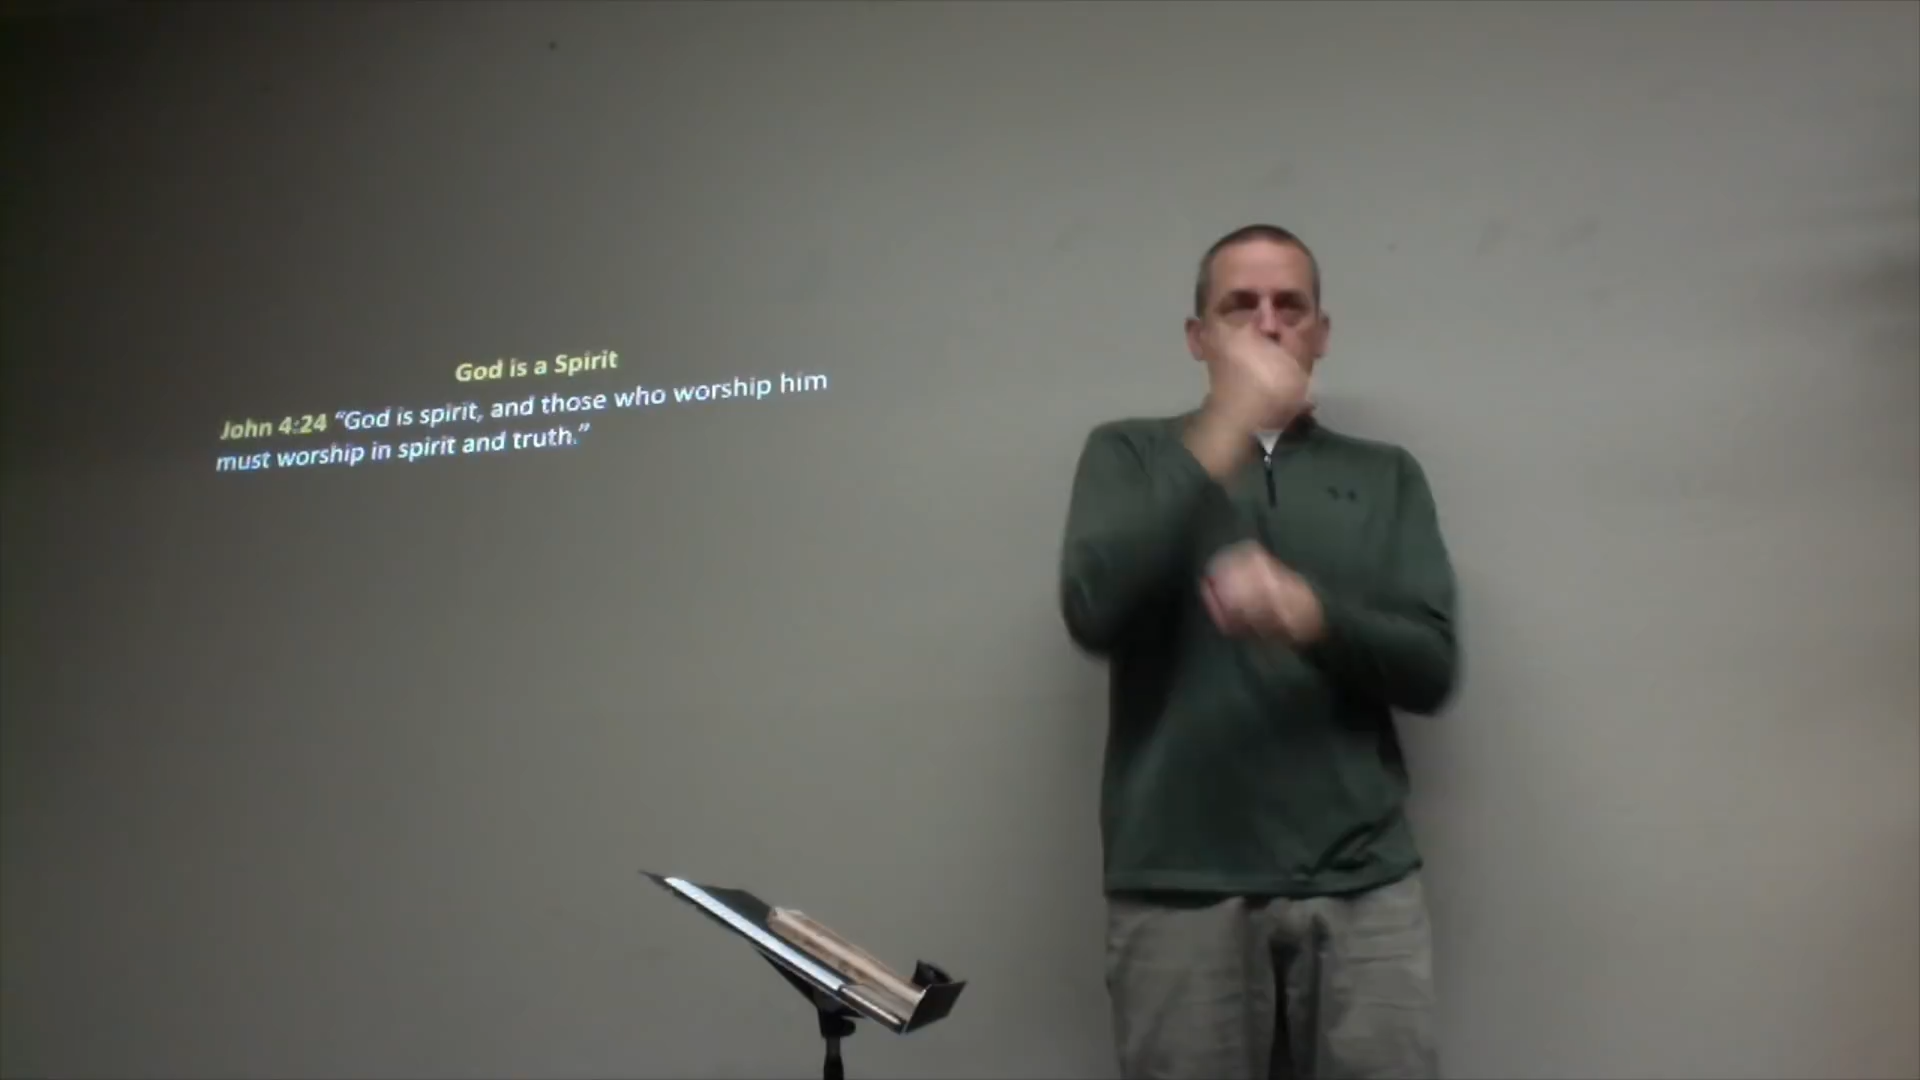 God is a Spirit
John 4:24 “God is spirit, and those who worship him
must worship in spirit and truth.”